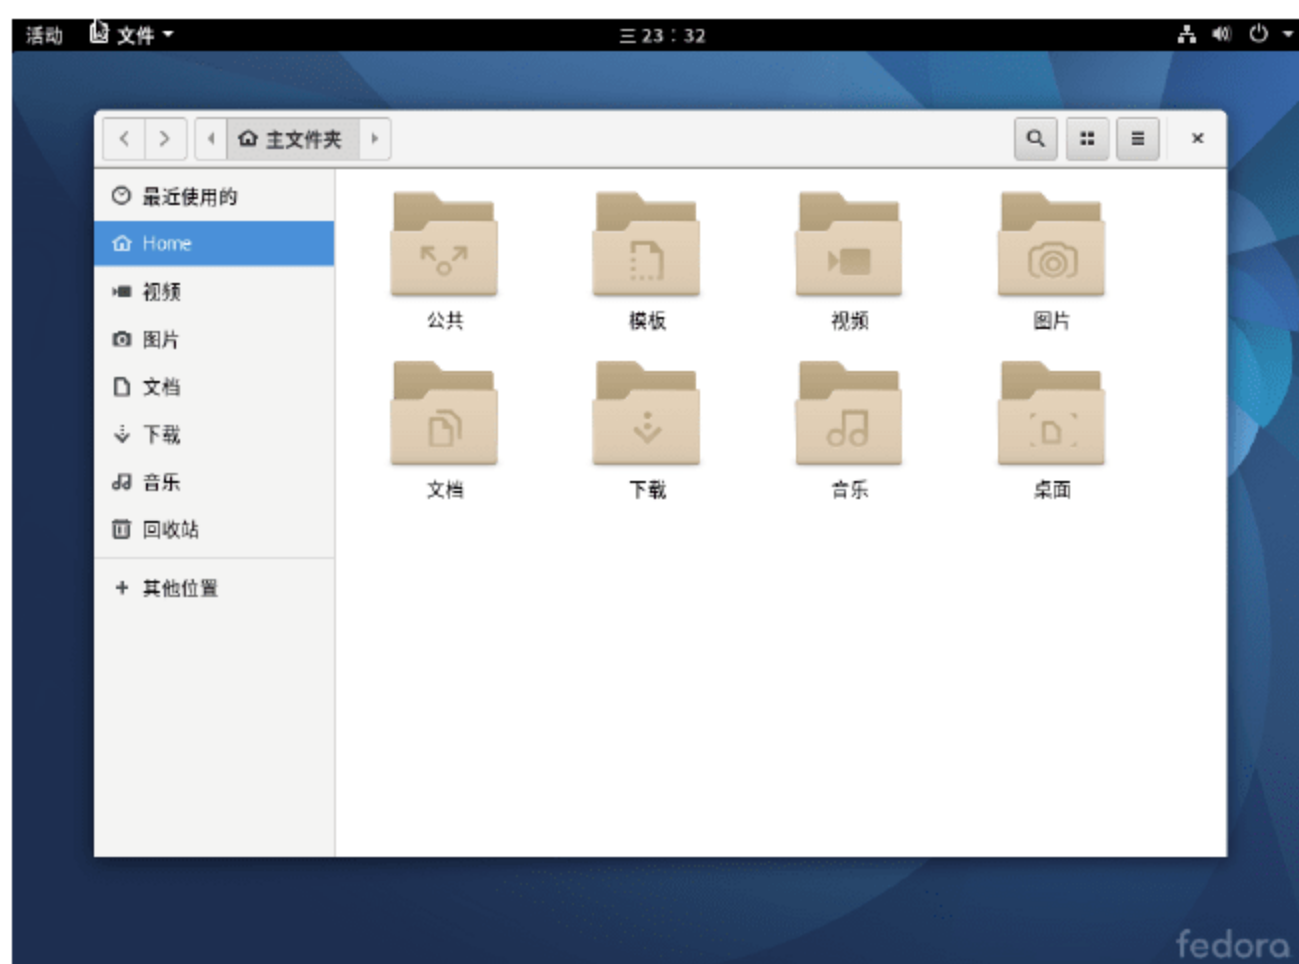 活动 文件 三 23:32
主文件夹
最近使用的
Home
视频
图片
文档
下载
音乐
回收站
其他位置
公共 模板 视频 图片
文档 下载 音乐 桌面
fedora